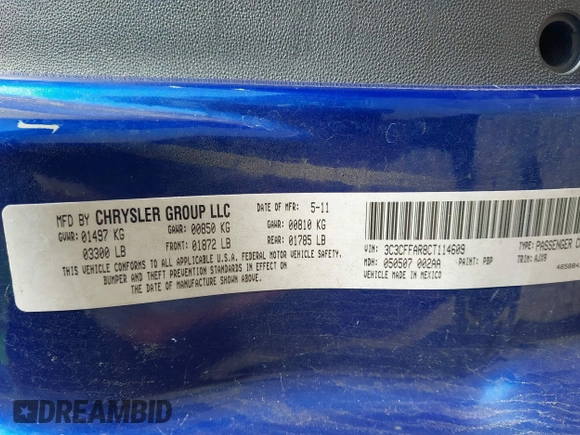 MFD BY CHRYSLER GROUP LLC DATE OF MFR: 5-11
GVWR: 01497 KG GAWR: 00850 KG GAWR: 00810 KG
03300 LB FRONT: 01872 LB REAR: 01785 LB
THIS VEHICLE CONFORMS TO ALL APPLICABLE U.S.A. FEDERAL MOTOR VEHICLE SAFETY,
BUMPER AND THEFT PREVENTION STANDARDS IN EFFECT ON
THE DATE OF MANUFACTURE SHOWN ABOVE.
VIN: 3C3CFFAR8CT114609 TYPE: PASSENGER C
MDH: 050507 002AA PAINT: PBP TRIM: AJX9
VEHICLE MADE IN MEXICO
DREAMBID